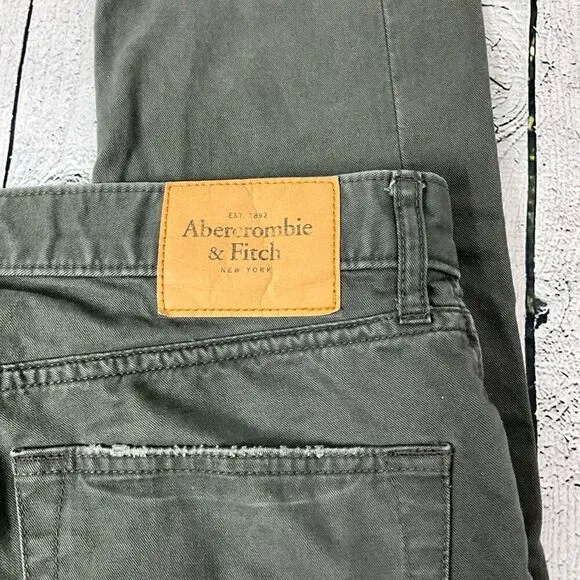 EST. 1892
Abercrombie
& Fitch
NEW YORK